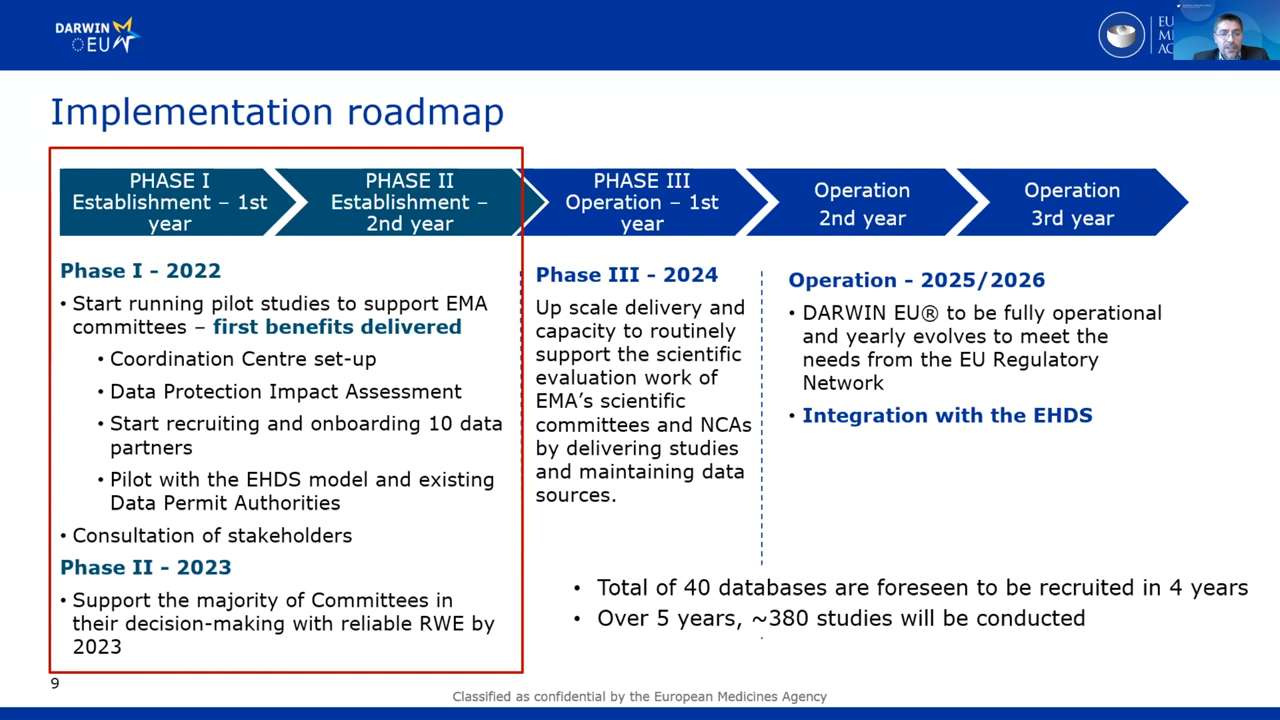 DARWIN
EU
EU
ME
AG
Implementation roadmap
PHASE I
Establishment – 1st
year
PHASE II
Establishment –
2nd year
PHASE III
Operation – 1st
year
Operation
2nd year
Operation
3rd year
Phase I - 2022
• Start running pilot studies to support EMA
committees – first benefits delivered
• Coordination Centre set-up
• Data Protection Impact Assessment
• Start recruiting and onboarding 10 data
partners
• Pilot with the EHDS model and existing
Data Permit Authorities
• Consultation of stakeholders
Phase II - 2023
• Support the majority of Committees in
their decision-making with reliable RWE by
2023
Phase III - 2024
Up scale delivery and
capacity to routinely
support the scientific
evaluation work of
EMA’s scientific
committees and NCAs
by delivering studies
and maintaining data
sources.
Operation - 2025/2026
• DARWIN EU® to be fully operational
and yearly evolves to meet the
needs from the EU Regulatory
Network
• Integration with the EHDS
• Total of 40 databases are foreseen to be recruited in 4 years
• Over 5 years, ~380 studies will be conducted
9
Classified as confidential by the European Medicines Agency